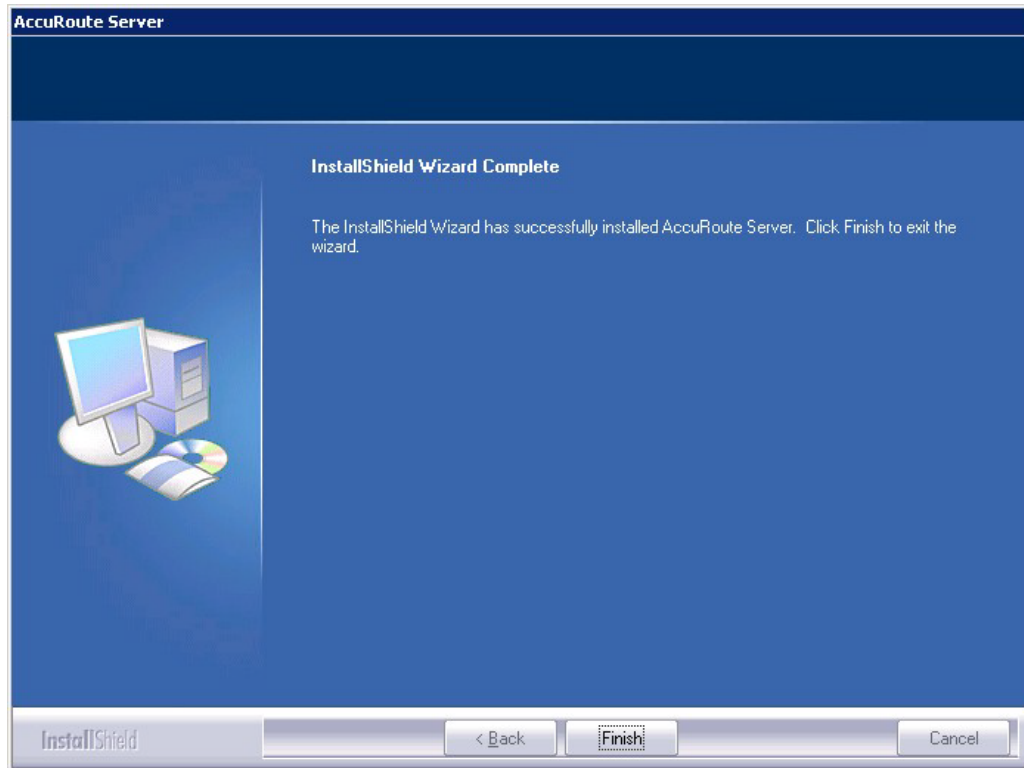 AccuRoute Server
InstallShield Wizard Complete
The InstallShield Wizard has successfully installed AccuRoute Server. Click Finish to exit the
wizard.
InstallShield
< Back
Finish
Cancel